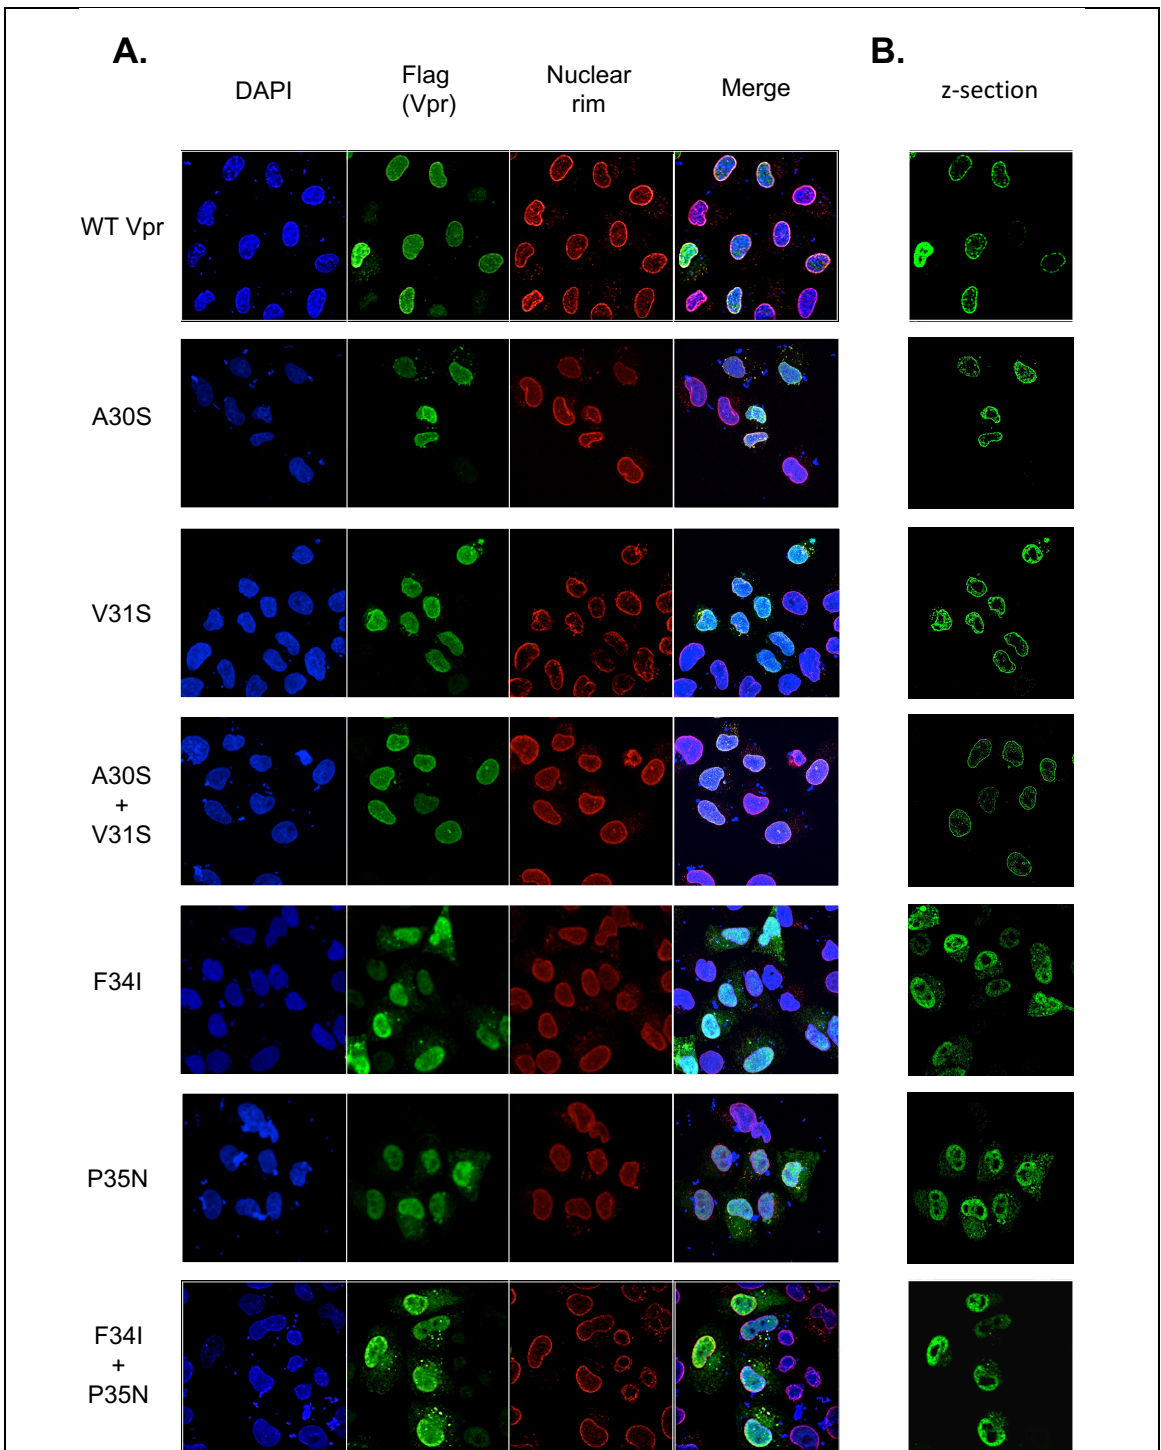 A.
B.
DAPI
Flag
(Vpr)
Nuclear
rim
Merge
z-section
WT Vpr
A30S
V31S
A30S
+
V31S
F34I
P35N
F34I
+
P35N